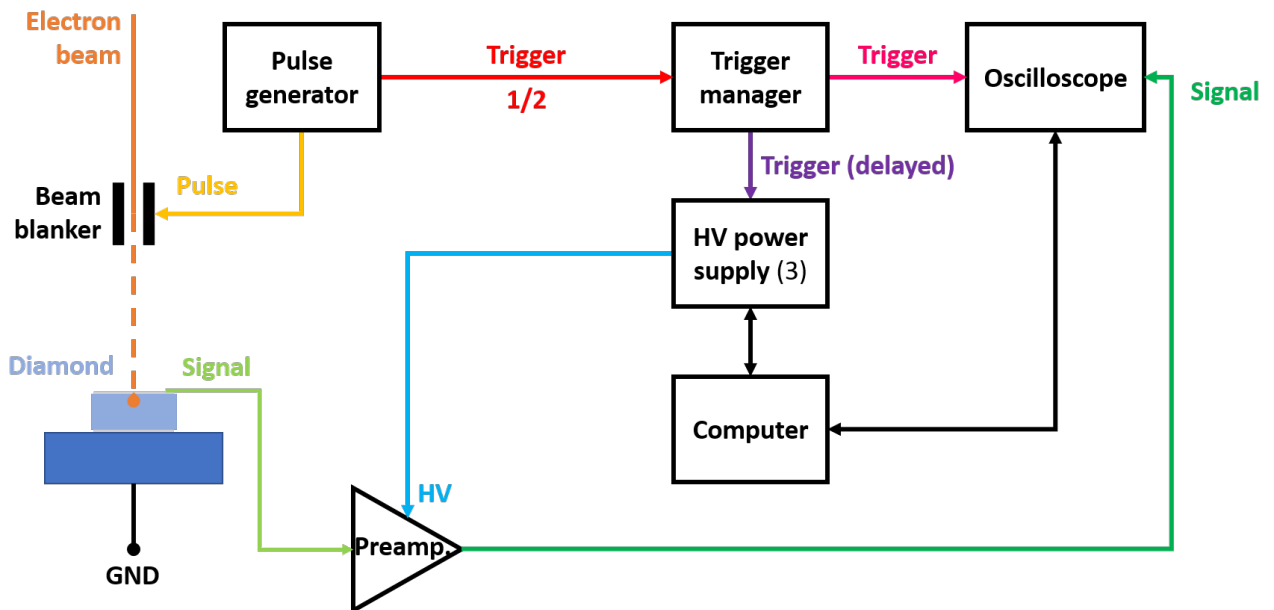 Electron
beam
Pulse
generator
Trigger
1/2
Trigger
manager
Trigger
Oscilloscope
Signal
Trigger (delayed)
Beam
blanker
Pulse
HV power
supply (3)
Diamond
Signal
Computer
HV
Preamp.
GND